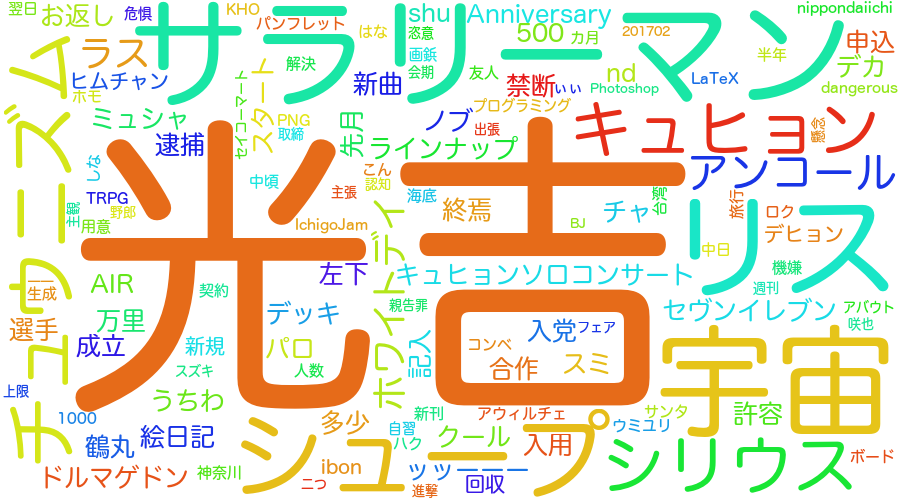 翌日
お返し
危惧
KHO
パンフレット
サラリーマン
shu
Anniversary
nippondaiichi
はな
恣意
500
カ月
201702
申込
チュウニズム
ラス
ヒムチャン
ホモ
解決
新曲
画鋲
会期
友人
nd
禁断
ぃぃ
Photoshop
LaTeX
半年
デカ
dangerous
ミュシャ
逮捕
セイコーマート
スタート
PNG
取締
先月
ノブ
出張
プログラミング
ラインナップ
キュヒョン
懸念
しな
光吉
こん
認知
アンコール
TRPG
中頃
主張
海底
終焉
チャ
台湾
旅行
ロク
主観
野郎
用意
IchigoJam
BJ
リス
デヒョン
中日
ホワイトディ
左下
キュヒョンソロコンサート
機嫌
週刊
一一
生成
AIR
契約
デッキ
親告罪
セヴンイレブン
アバウト
咲也
選手
万里
成立
新規
パロ
記入
入党
フェア
コンベ
合作
スミ
宇宙
スズキ
人数
上限
うちわ
1000
新刊
アウィルチェ
サンタ
許容
鶴丸
絵日記
シュープ
多少
自習
ハク
クール
入用
ウミユリ
シリウス
ボード
ドルマゲドン
神奈川
ibon
二つ
ッッーーー
進撃
回収